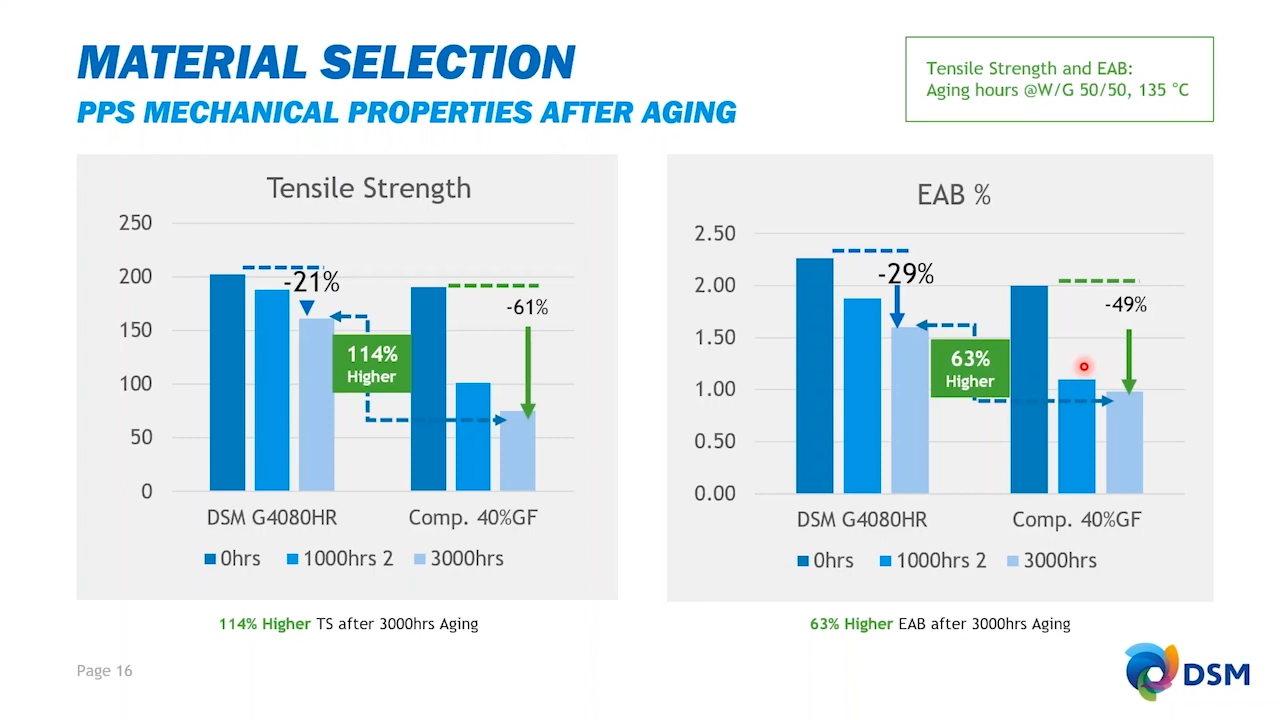 MATERIAL SELECTION
PPS MECHANICAL PROPERTIES AFTER AGING
Tensile Strength and EAB:
Aging hours @W/G 50/50, 135 °C
Tensile Strength
250
200
150
100
50
0
-21%
-61%
114%
Higher
DSM G4080HR
Comp. 40%GF
0hrs
1000hrs 2
3000hrs
114% Higher TS after 3000hrs Aging
EAB %
2.50
2.00
1.50
1.00
0.50
0.00
-29%
-49%
63%
Higher
DSM G4080HR
Comp. 40%GF
0hrs
1000hrs 2
3000hrs
63% Higher EAB after 3000hrs Aging
Page 16
DSM